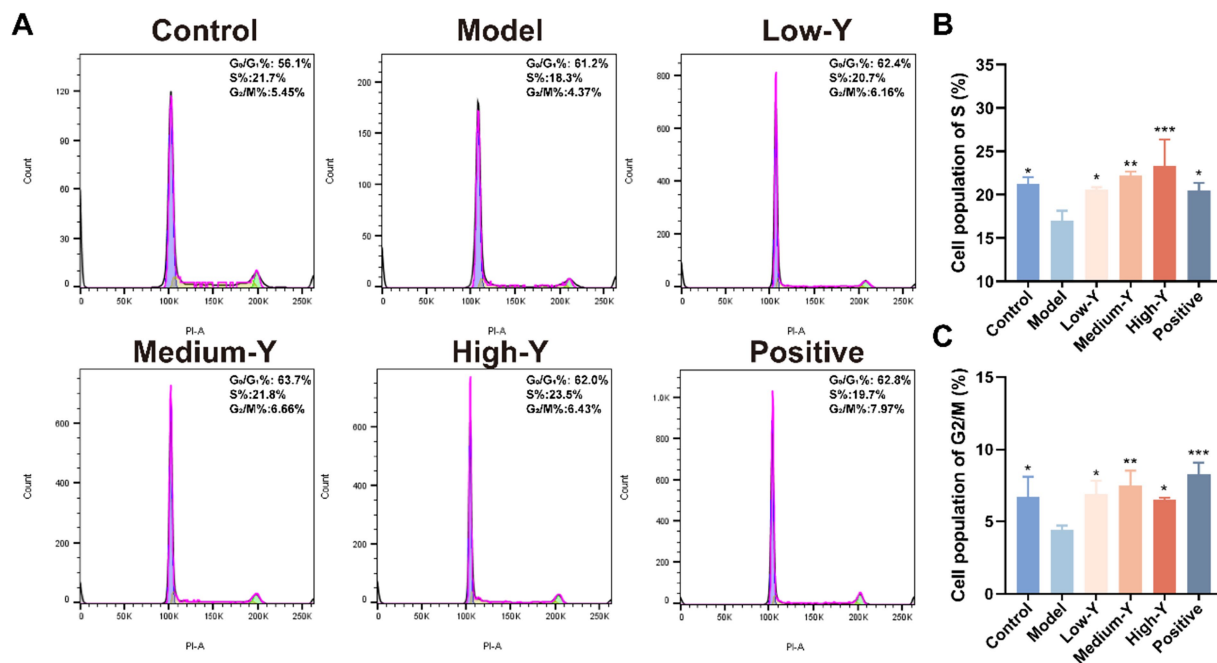 A
Control
G₀/G₁%: 56.1%
S%:21.7%
G₂/M%:5.45%
120
90
60
30
0
Count
0
50K
100K
150K
200K
250K
PI-A
Model
G₀/G₁%: 61.2%
S%:18.3%
G₂/M%:4.37%
200
150
100
50
0
Count
0
50K
100K
150K
200K
250K
PI-A
Low-Y
G₀/G₁%: 62.4%
S%:20.7%
G₂/M%:6.16%
800
600
400
200
0
Count
0
50K
100K
150K
200K
250K
PI-A
Medium-Y
G₀/G₁%: 63.7%
S%:21.8%
G₂/M%:6.66%
600
400
200
0
Count
0
50K
100K
150K
200K
250K
PI-A
High-Y
G₀/G₁%: 62.0%
S%:23.5%
G₂/M%:6.43%
600
400
200
0
Count
0
50K
100K
150K
200K
250K
PI-A
Positive
G₀/G₁%: 62.8%
S%:19.7%
G₂/M%:7.97%
1.0K
800
600
400
200
0
Count
0
50K
100K
150K
200K
250K
PI-A
B
Cell population of S (%)
35
30
25
20
15
10
*
*
**
***
*
Control
Model
Low-Y
Medium-Y
High-Y
Positive
C
Cell population of G2/M (%)
15
10
5
0
*
*
**
*
***
Control
Model
Low-Y
Medium-Y
High-Y
Positive